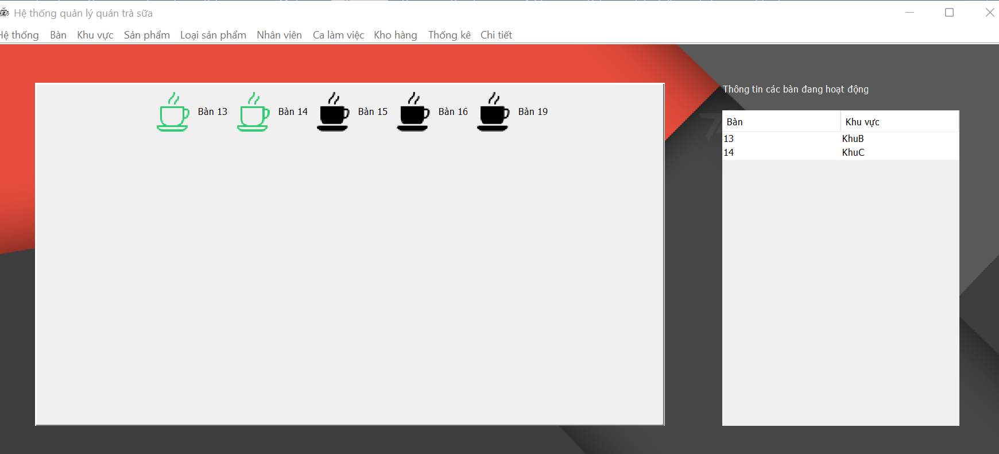 Hệ thống quản lý quán trà sữa
Hệ thống Bàn Khu vực Sản phẩm Loại sản phẩm Nhân viên Ca làm việc Kho hàng Thống kê Chi tiết
Bàn 13 Bàn 14 Bàn 15 Bàn 16 Bàn 19
Thông tin các bàn đang hoạt động
Bàn Khu vực
13 KhuB
14 KhuC